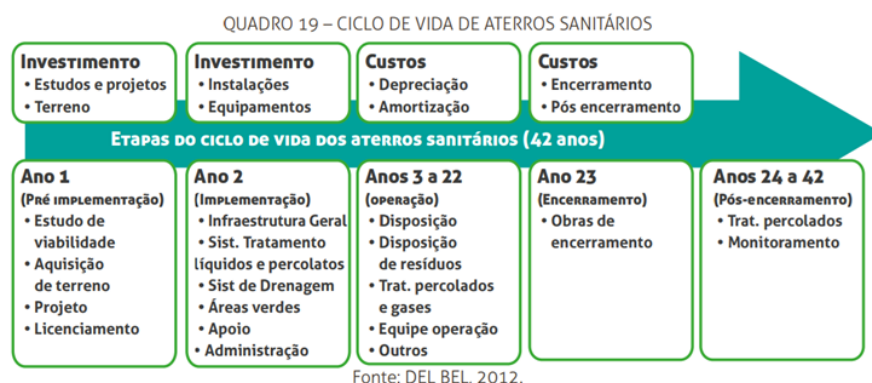 QUADRO 19 – CICLO DE VIDA DE ATERROS SANITÁRIOS
Investimento
• Estudos e projetos
• Terreno
Investimento
• Instalações
• Equipamentos
Custos
• Depreciação
• Amortização
Custos
• Encerramento
• Pós encerramento
Etapas do ciclo de vida dos aterros sanitários (42 anos)
Ano 1
(Pré implementação)
• Estudo de
viabilidade
• Aquisição
de terreno
• Projeto
• Licenciamento
Ano 2
(Implementação)
• Infraestrutura Geral
• Sist. Tratamento
líquidos e percolatos
• Sist de Drenagem
• Áreas verdes
• Apoio
• Administração
Anos 3 a 22
(operação)
• Disposição
• Disposição
de resíduos
• Trat. percolados
e gases
• Equipe operação
• Outros
Ano 23
(Encerramento)
• Obras de
encerramento
Anos 24 a 42
(Pós-encerramento)
• Trat. percolados
• Monitoramento
Fonte: DEL BEL, 2012.